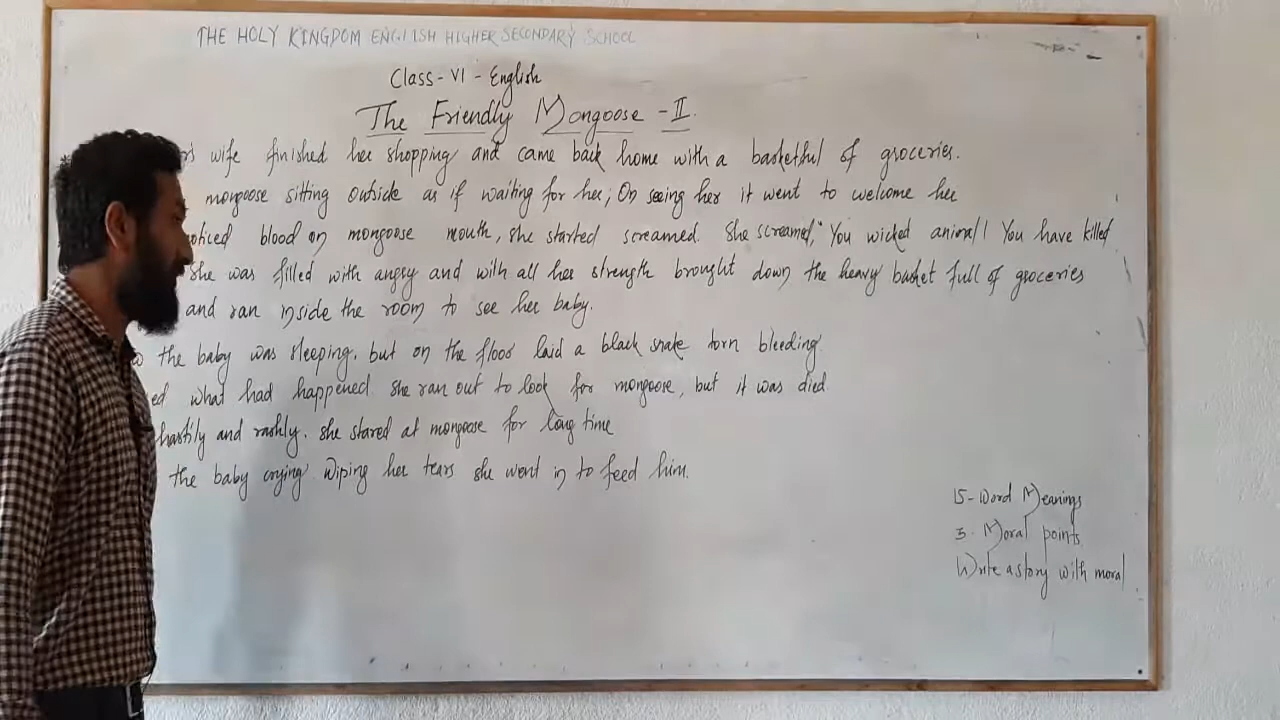 THE HOLY KINGDOM ENGLISH HIGHER SECONDARY SCHOOL
Class - VI - English
The Friendly Mongoose - II
wife finished her shopping and came back home with a basketful of groceries.
mongoose sitting outside as if waiting for her; On seeing her it went to welcome her
oticed blood on mongoose mouth, she started screamed. She screamed, "You wicked animal! You have killed
She was filled with angry and with all her strength brought down the heavy basket full of groceries
and ran inside the room to see her baby.
the baby was sleeping. but on the floor laid a black snake torn bleeding
ed what had happened she ran out to look for mongoose, but it was died
hastily and rashly. she stared at mongoose for long time
the baby crying wiping her tears she went in to feed him.
15 - Word Meanings
3. Moral points
Write a story with moral